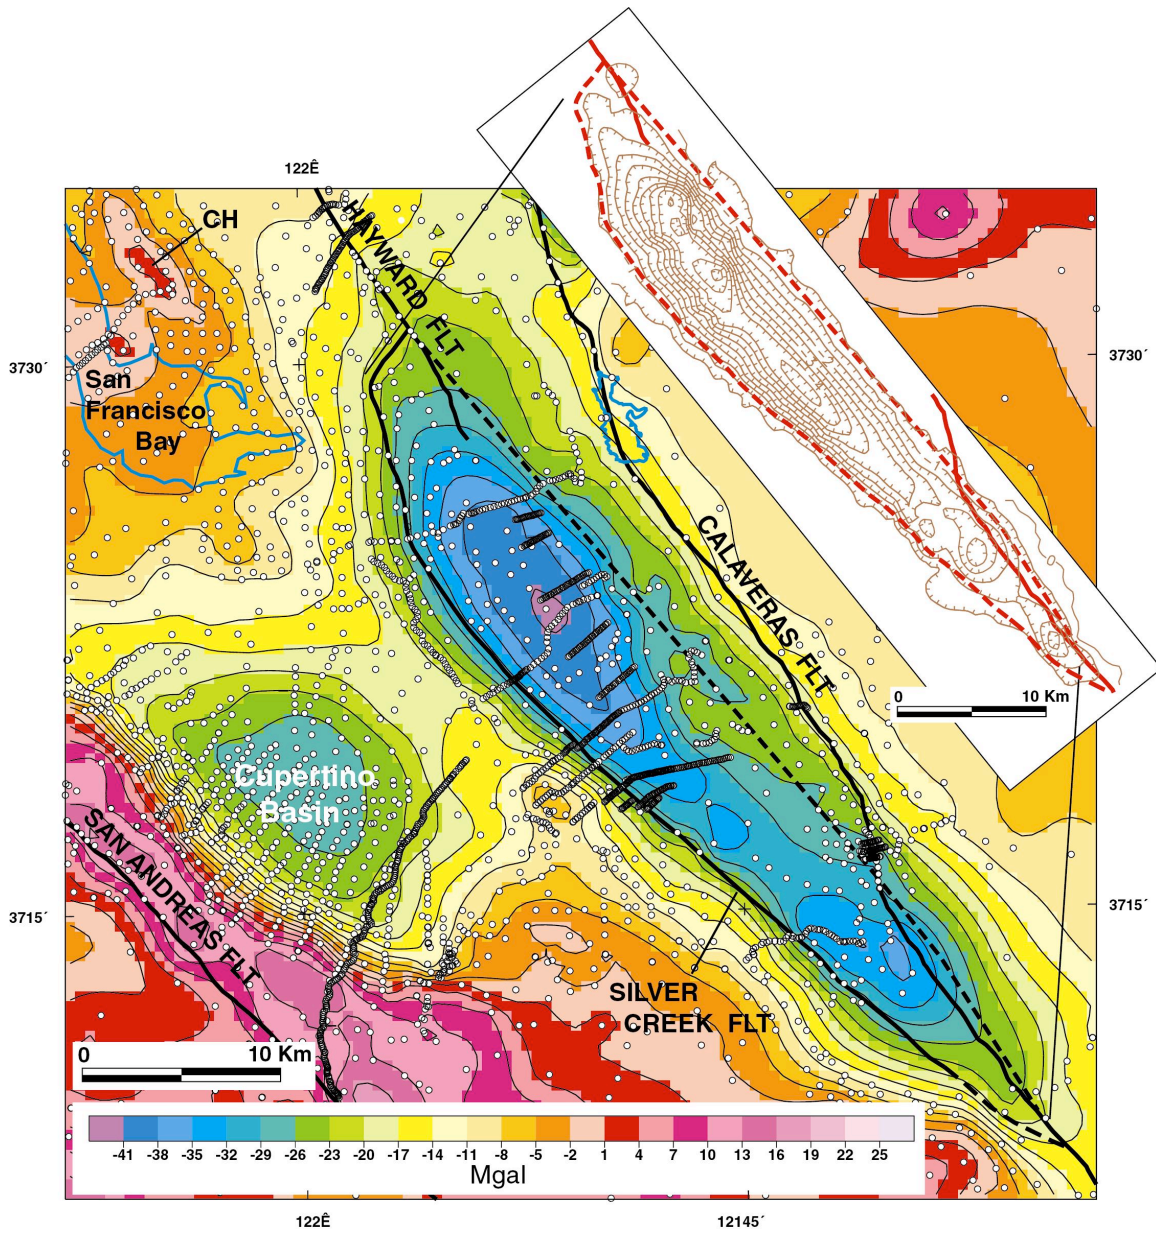 122Ê
CH
HAYWARD FLT
3730´
3730´
San
Francisco
Bay
CALAVERAS FLT
0 10 Km
Cupertino
Basin
SAN ANDREAS FLT
3715´
3715´
SILVER
CREEK FLT
0 10 Km
-41 -38 -35 -32 -29 -26 -23 -20 -17 -14 -11 -8 -5 -2 1 4 7 10 13 16 19 22 25
Mgal
122Ê
12145´